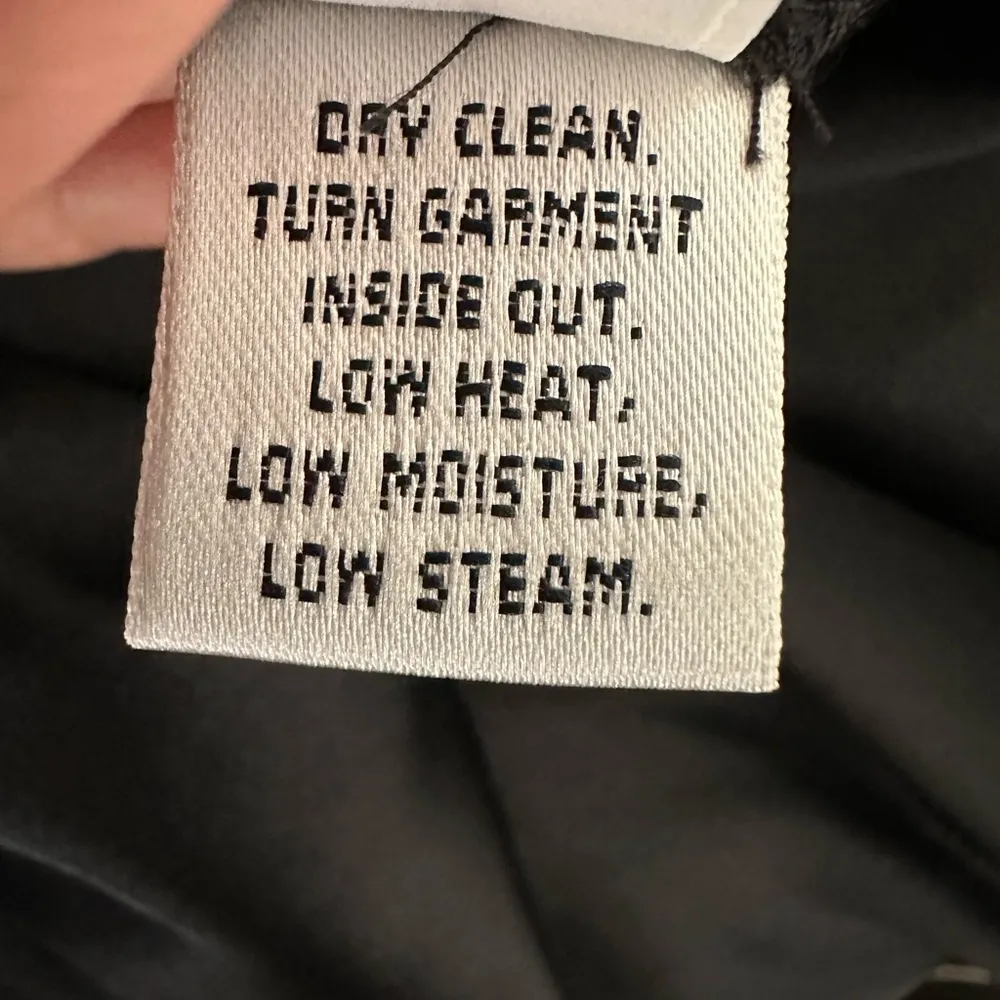 DRY CLEAN.
TURN GARMENT
INSIDE OUT.
LOW HEAT,
LOW MOISTURE,
LOW STEAM.